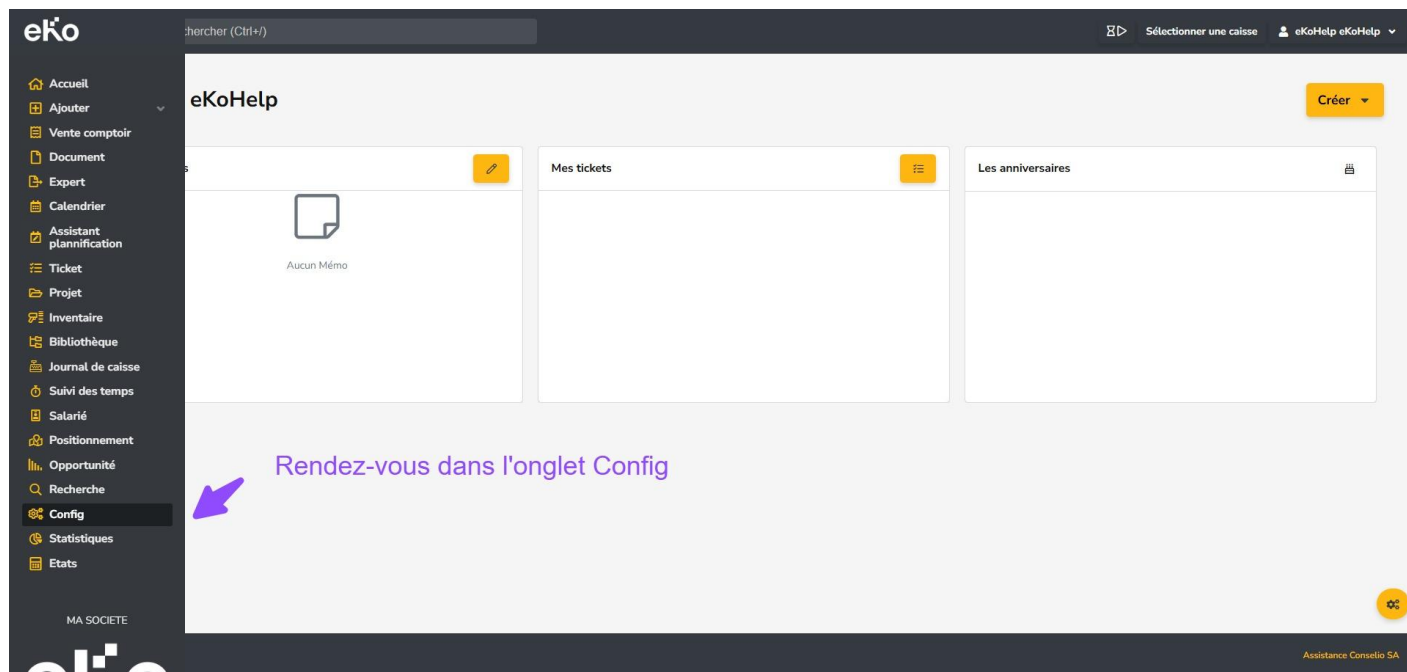 eko
chercher (Ctrl+/)
Sélectionner une caisse
eKoHelp eKoHelp
Accueil
Ajouter
Vente comptoir
Document
Expert
Calendrier
Assistant
plannification
Ticket
Projet
Inventaire
Bibliothèque
Journal de caisse
Suivi des temps
Salarié
Positionnement
Opportunité
Recherche
Config
Statistiques
Etats
MA SOCIETE
eko
eKoHelp
Créer
s
Aucun Mémo
Mes tickets
Les anniversaires
Rendez-vous dans l'onglet Config
Assistance Conselio SA